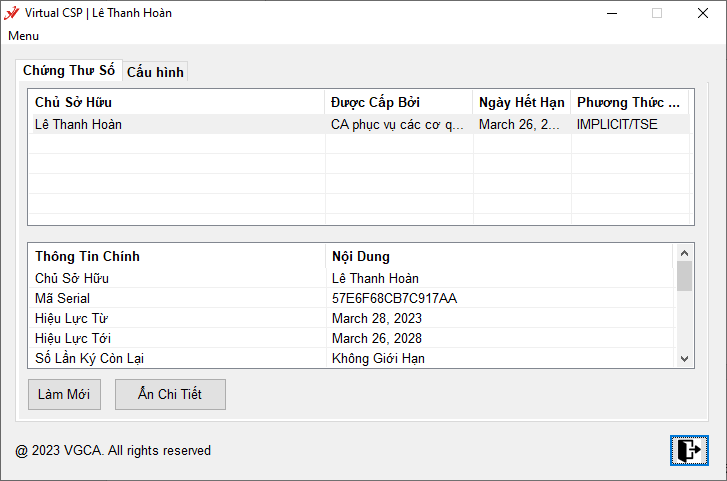 Virtual CSP | Lê Thanh Hoàn
Menu
Chứng Thư Số Cấu hình
Chủ Sở Hữu Được Cấp Bởi Ngày Hết Hạn Phương Thức ...
Lê Thanh Hoàn CA phục vụ các cơ q... March 26, 2... IMPLICIT/TSE
Thông Tin Chính Nội Dung
Chủ Sở Hữu Lê Thanh Hoàn
Mã Serial 57E6F68CB7C917AA
Hiệu Lực Từ March 28, 2023
Hiệu Lực Tới March 26, 2028
Số Lần Ký Còn Lại Không Giới Hạn
Làm Mới Ẩn Chi Tiết
@ 2023 VGCA. All rights reserved